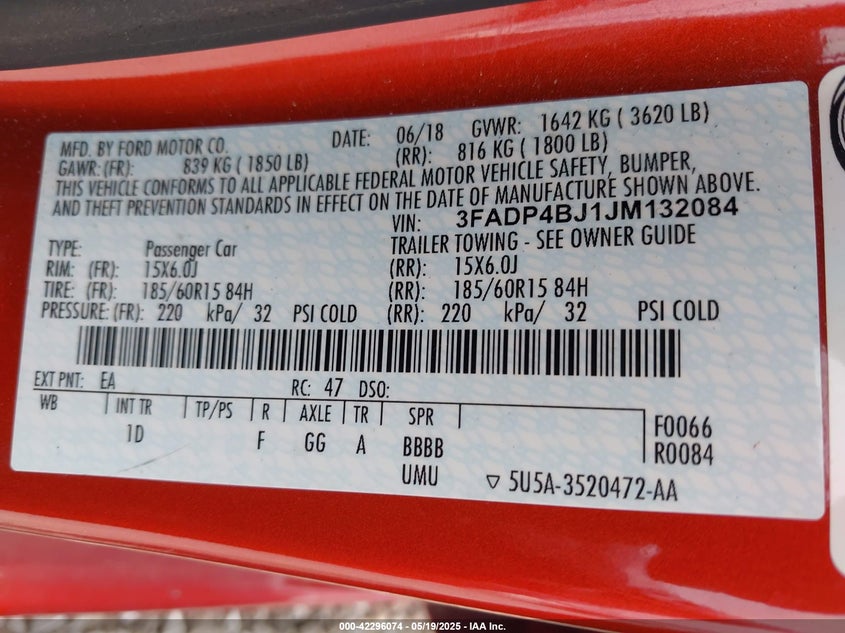 MFD. BY FORD MOTOR CO. DATE: 06/18 GVWR: 1642 KG ( 3620 LB)
GAWR: (FR): 839 KG ( 1850 LB) (RR): 816 KG ( 1800 LB)
THIS VEHICLE CONFORMS TO ALL APPLICABLE FEDERAL MOTOR VEHICLE SAFETY, BUMPER,
AND THEFT PREVENTION STANDARDS IN EFFECT ON THE DATE OF MANUFACTURE SHOWN ABOVE.
VIN: 3FADP4BJ1JM132084
TRAILER TOWING - SEE OWNER GUIDE
TYPE: Passenger Car
RIM: (FR): 15X6.0J (RR): 15X6.0J
TIRE: (FR): 185/60R15 84H (RR): 185/60R15 84H
PRESSURE: (FR): 220 kPa/ 32 PSI COLD (RR): 220 kPa/ 32 PSI COLD
EXT PNT: EA RC: 47 DSO:
WB INT TR TP/PS R AXLE TR SPR F0066
1D F GG A BBBB R0084
UMU ▽ 5U5A-3520472-AA
000-42296074 - 05/19/2025 - IAA Inc.